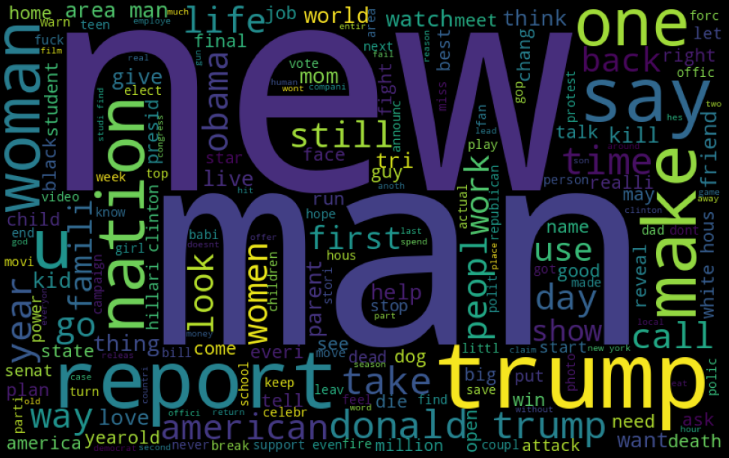 new
man
trump
report
one
say
make
woman
nation
u
time
donald trump
american
take
way
look
women
first
still
obama
life
back
work
peopl
use
day
show
call
go
year
famili
kid
give
tri
guy
live
home
area man
job
world
final
watch
meet
think
best
chang
right
let
forc
offic
warn
teen
employe
much
film
fuck
real
entir
gun
vote
mom
human
wont
compani
elect
presid
student
black
star
face
fight
announc
next
area
reason
fail
miss
gop
protest
two
hes
lead
talk
kill
friend
fan
play
video
week
top
studi find
hit
congress
anoth
run
child
end
god
know
girl
babi
doesnt
hope
actual
republican
person
son
around
may
realli
game
away
clinton
dad
dont
white hous
reveal
movi
power
campaign
everyone
hillari clinton
parent
hous
stori
offer
children
last
spend
help
stop
part
polit
place
name
good
got
made
local
state
thing
come
everi
see
move
dead
dog
littl
start
claim
new york
photo
polic
senat
plan
parti
old
turn
case
countri
releas
bill
money
season
school
keep
tell
feel
word
celebr
leav
die
find
save
big
put
win
without
eat
need
ask
want
death
attack
open
coupl
million
fire
even
support
break
never
return
second
offici
love
yearold
america
democrat